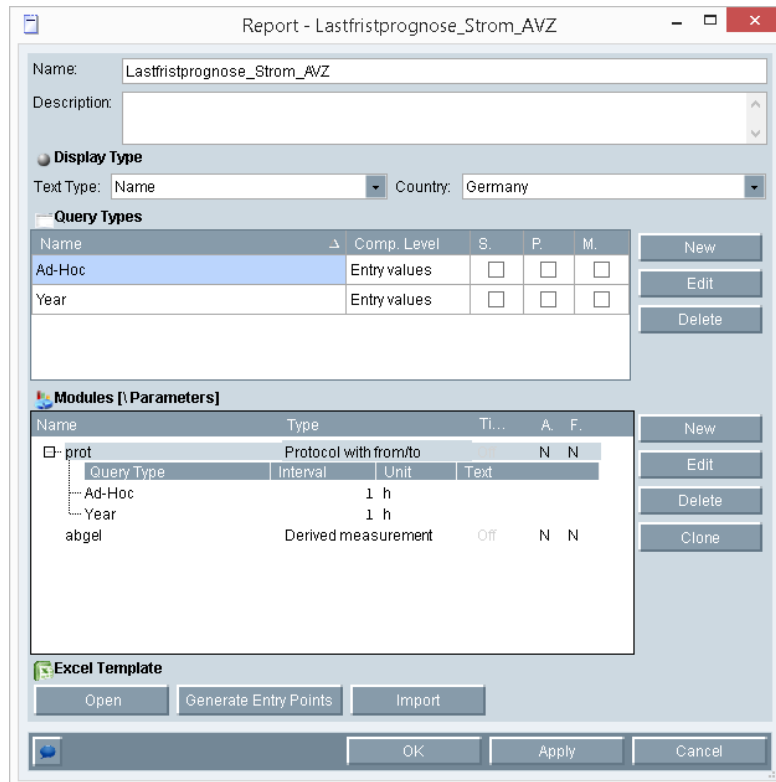 Report - Lastfristprognose_Strom_AVZ
Name: Lastfristprognose_Strom_AVZ
Description:
Display Type
Text Type: Name Country: Germany
Query Types
Name Comp. Level S. P. M.
Ad-Hoc Entry values
Year Entry values
New
Edit
Delete
Modules [\ Parameters]
Name Type Ti... A. F.
prot Protocol with from/to Off N N
Query Type Interval Unit Text
Ad-Hoc 1 h
Year 1 h
abgel Derived measurement Off N N
New
Edit
Delete
Clone
Excel Template
Open Generate Entry Points Import
OK Apply Cancel